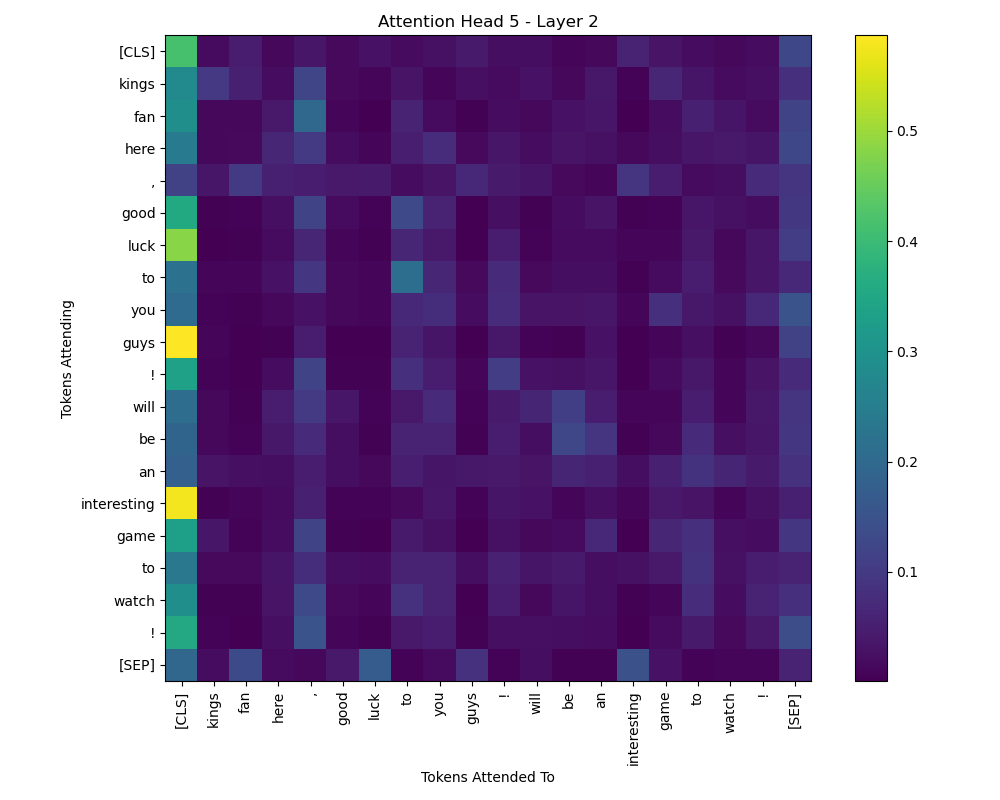 Attention Head 5 - Layer 2
Tokens Attending
[CLS]
kings
fan
here
,
good
luck
to
you
guys
!
will
be
an
interesting
game
to
watch
!
[SEP]
[CLS]
kings
fan
here
,
good
luck
to
you
guys
!
will
be
an
interesting
game
to
watch
!
[SEP]
Tokens Attended To
0.5
0.4
0.3
0.2
0.1